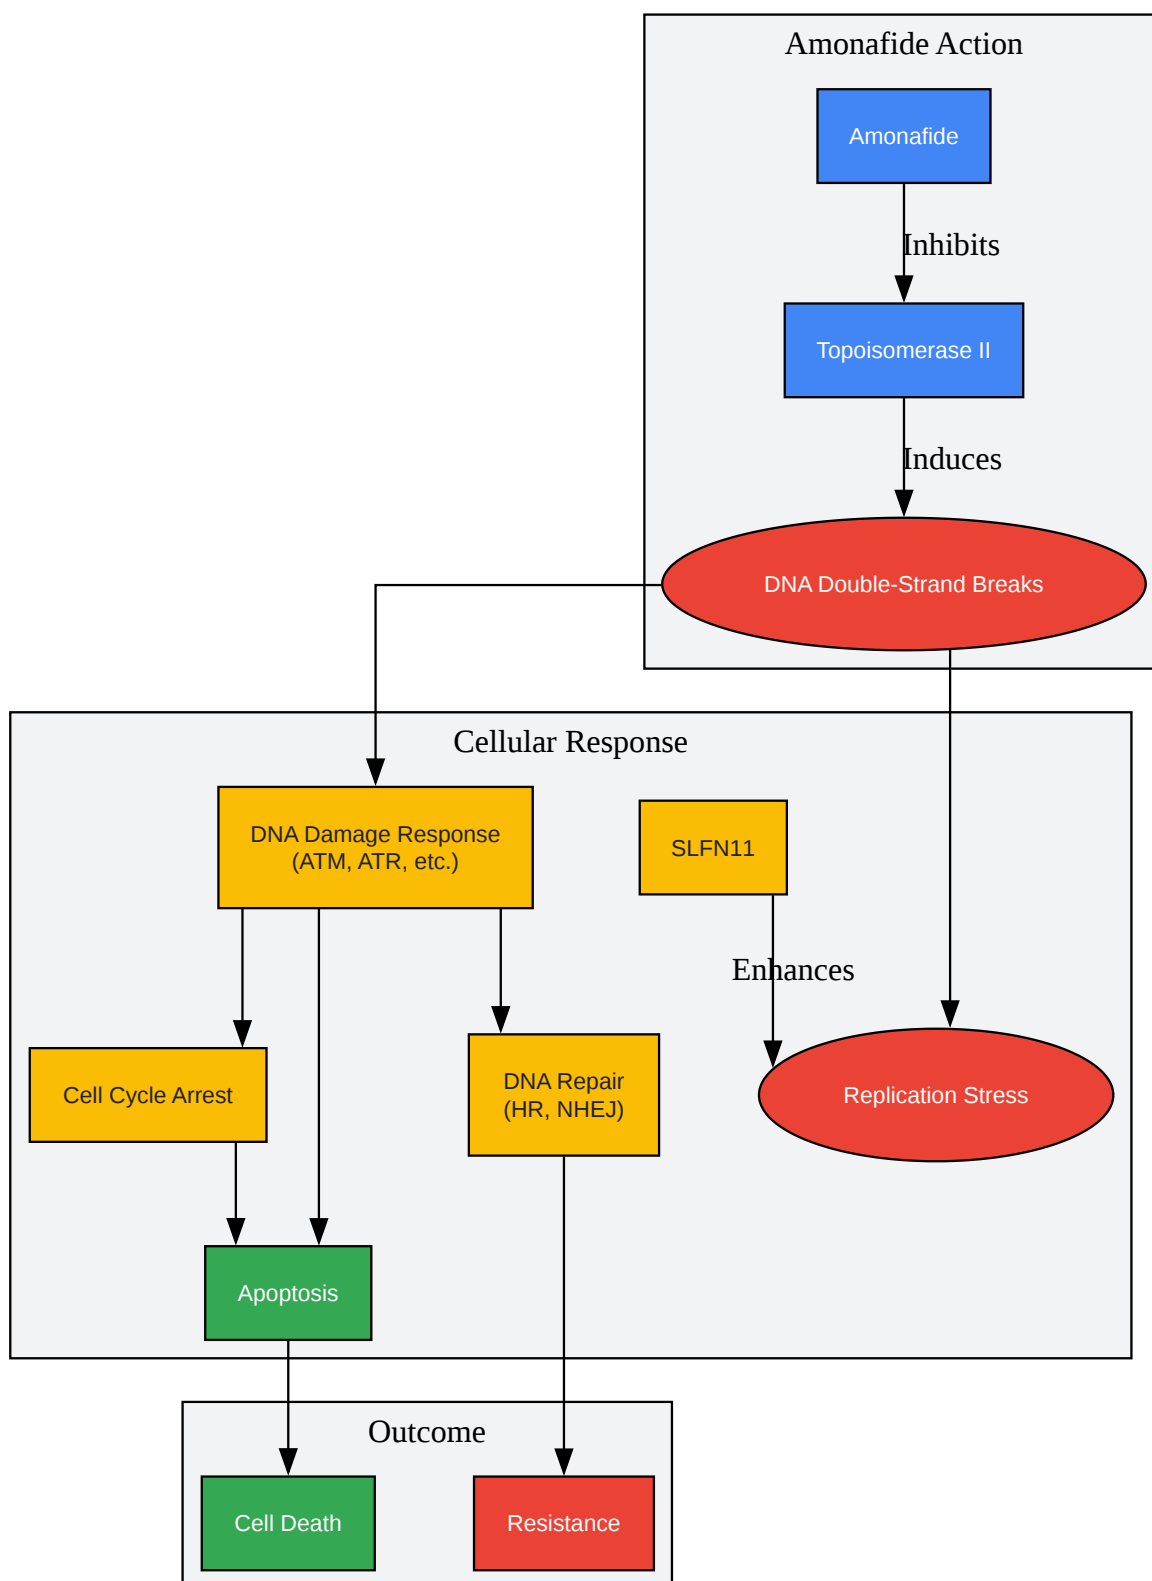 Amonafide Action
Amonafide
Inhibits
Topoisomerase II
Induces
DNA Double-Strand Breaks
Cellular Response
DNA Damage Response
(ATM, ATR, etc.)
SLFN11
Enhances
Cell Cycle Arrest
DNA Repair
(HR, NHEJ)
Replication Stress
Apoptosis
Outcome
Cell Death
Resistance